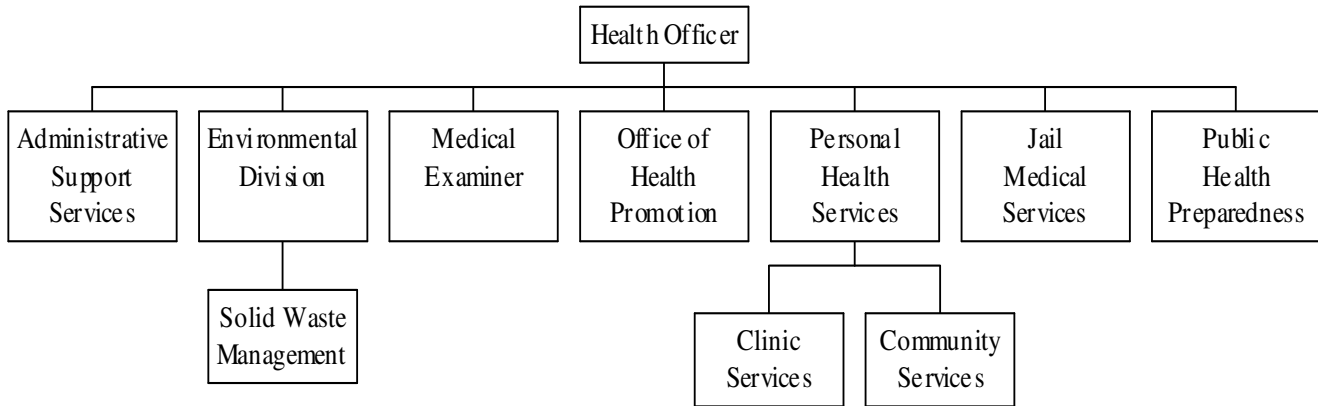 Health Officer
Administrative
Support
Services
Environmental
Division
Medical
Examiner
Office of
Health
Promotion
Personal
Health
Services
Jail
Medical
Services
Public
Health
Preparedness
Solid Waste
Management
Clinic
Services
Community
Services